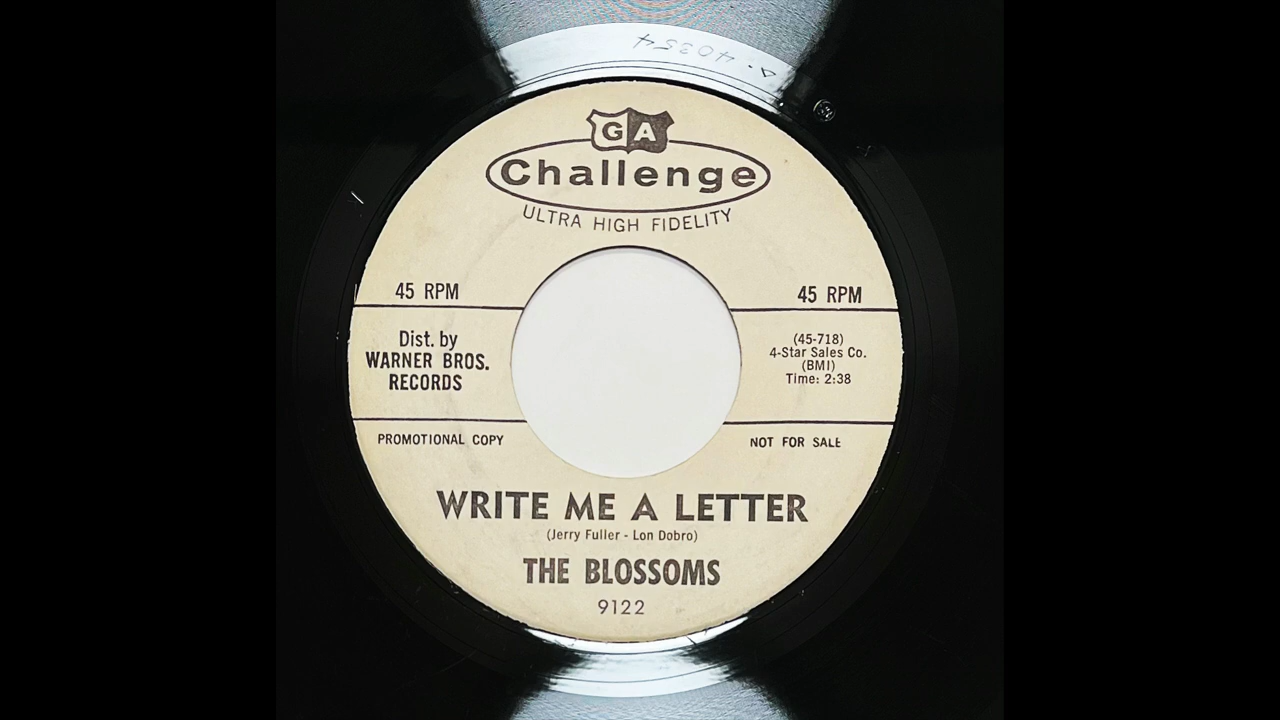 Δ-40354
GA
Challenge
ULTRA HIGH FIDELITY
45 RPM
45 RPM
Dist. by
WARNER BROS.
RECORDS
(45-718)
4-Star Sales Co.
(BMI)
Time: 2:38
PROMOTIONAL COPY
NOT FOR SALE
WRITE ME A LETTER
(Jerry Fuller - Lon Dobro)
THE BLOSSOMS
9122